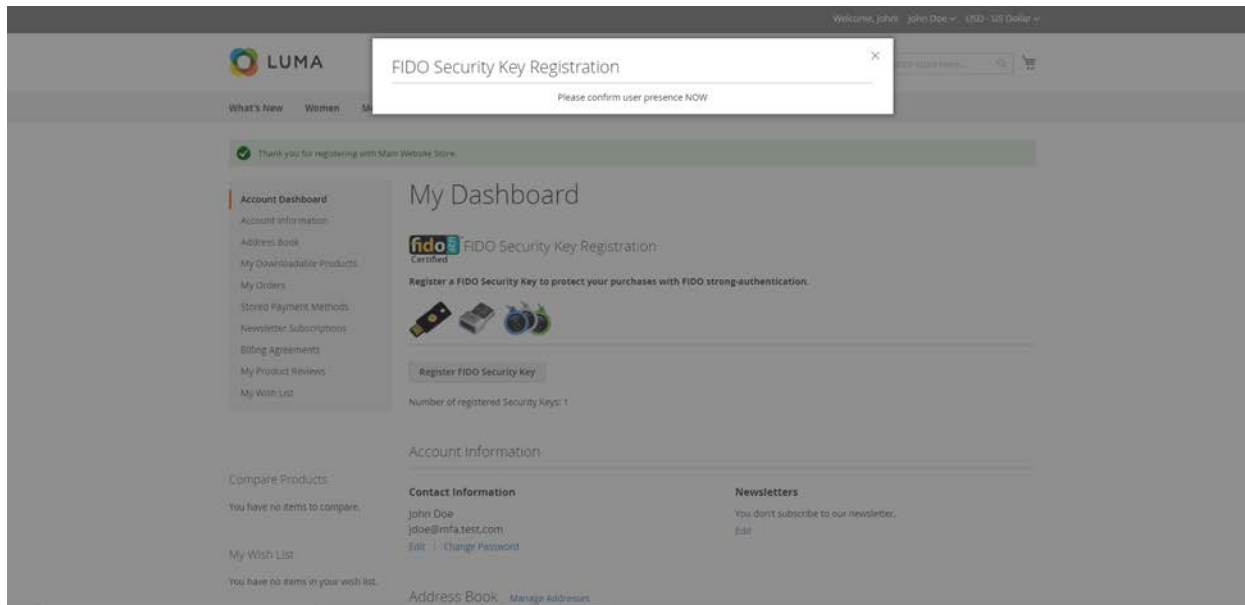 Welcome, John! John Doe USD - US Dollar
LUMA
FIDO Security Key Registration
×
Please confirm user presence NOW
store here...
What's New Women
Thank you for registering with Main Website Store.
Account Dashboard
Account Information
Address Book
My Downloadable Products
My Orders
Stored Payment Methods
Newsletter Subscriptions
Billing Agreements
My Product Reviews
My Wish List
My Dashboard
fido
Certified
FIDO Security Key Registration
Register a FIDO Security Key to protect your purchases with FIDO strong-authentication.
Register FIDO Security Key
Number of registered Security Keys: 1
Account Information
Contact Information
John Doe
jdoe@mfa.test.com
Edit | Change Password
Newsletters
You don't subscribe to our newsletter.
Edit
Compare Products
You have no items to compare.
My Wish List
You have no items in your wish list.
Address Book Manage Addresses